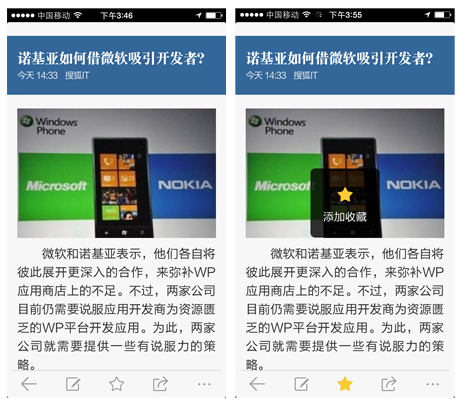 中国移动 下午3:46
诺基亚如何借微软吸引开发者?
今天 14:33 搜狐IT
Windows
Phone
Microsoft
NOKIA
微软和诺基亚表示，他们各自将
彼此展开更深入的合作，来弥补WP
应用商店上的不足。不过，两家公司
目前仍需要说服应用开发商为资源匮
乏的WP平台开发应用。为此，两家
公司就需要提供一些有说服力的策
略。
中国移动 下午3:55
诺基亚如何借微软吸引开发者?
今天 14:33 搜狐IT
Windows
Phone
Microsoft
NOKIA
添加收藏
微软和诺基亚表示，他们各自将
彼此展开更深入的合作，来弥补WP
应用商店上的不足。不过，两家公司
目前仍需要说服应用开发商为资源匮
乏的WP平台开发应用。为此，两家
公司就需要提供一些有说服力的策
略。